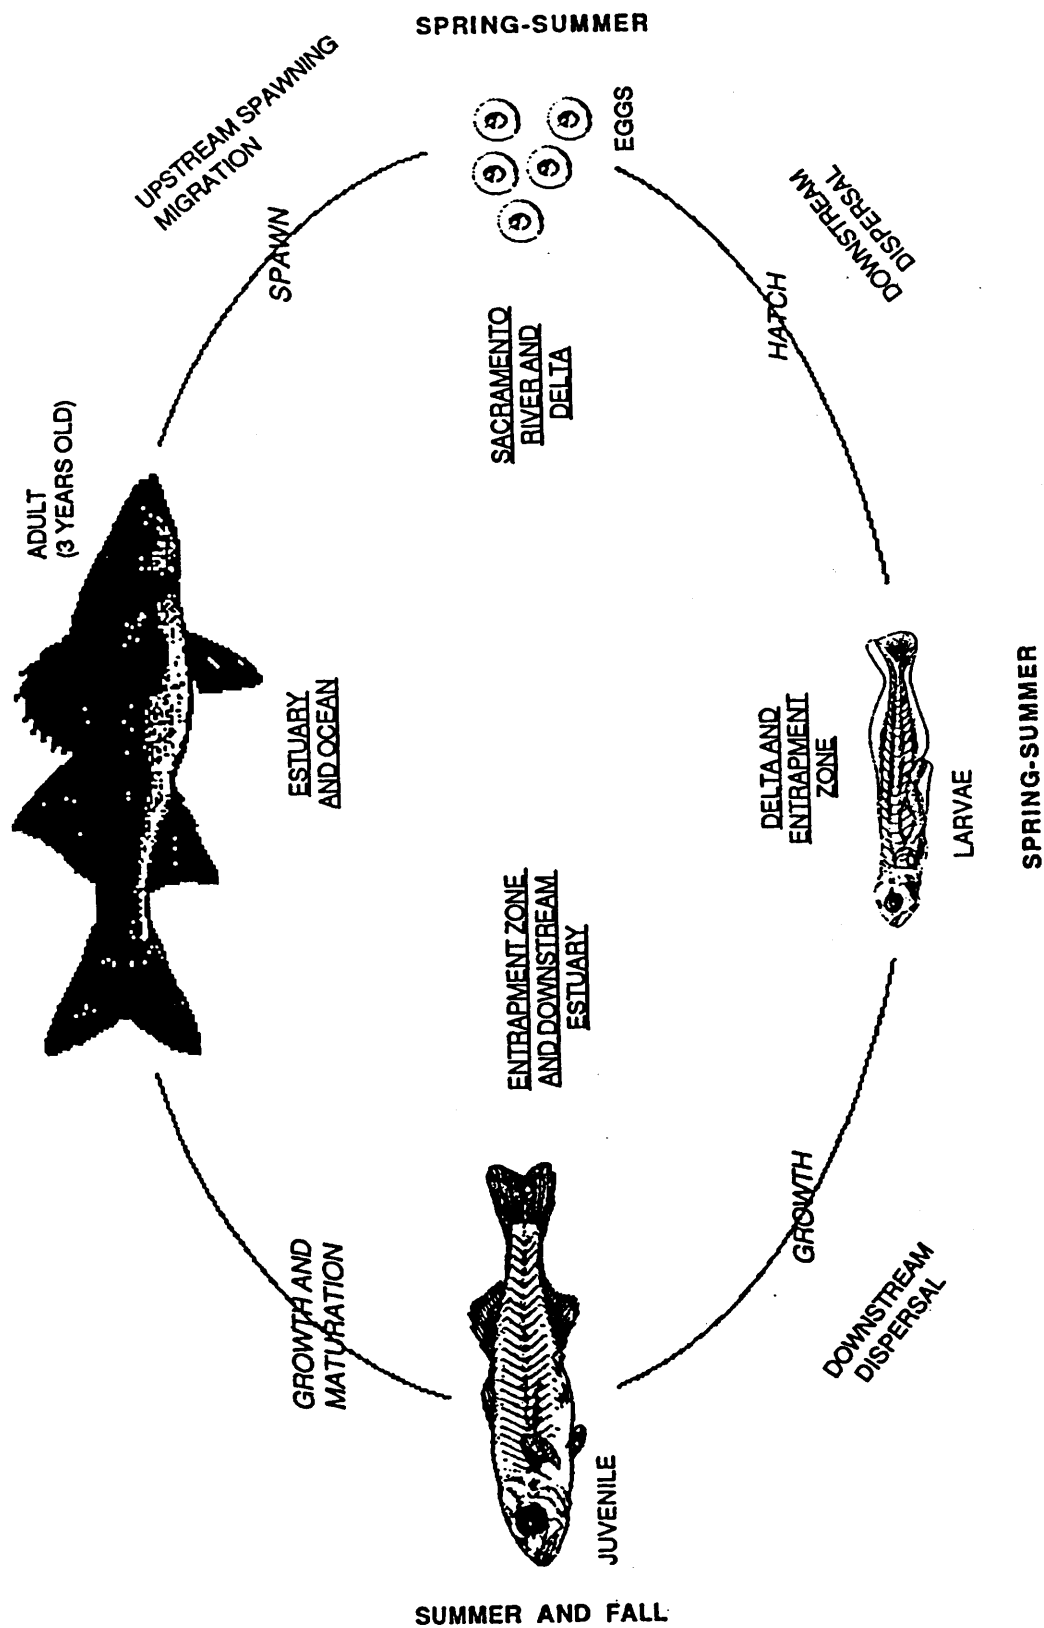 SPRING-SUMMER
UPSTREAM SPAWNING
MIGRATION
SPAWN
EGGS
DOWNSTREAM
DISPERSAL
HATCH
SACRAMENTO
RIVER AND
DELTA
ADULT
(3 YEARS OLD)
ESTUARY
AND OCEAN
DELTA AND
ENTRAPMENT
ZONE
LARVAE
SPRING-SUMMER
ENTRAPMENT ZONE
AND DOWNSTREAM
ESTUARY
GROWTH AND
MATURATION
GROWTH
DOWNSTREAM
DISPERSAL
JUVENILE
SUMMER AND FALL